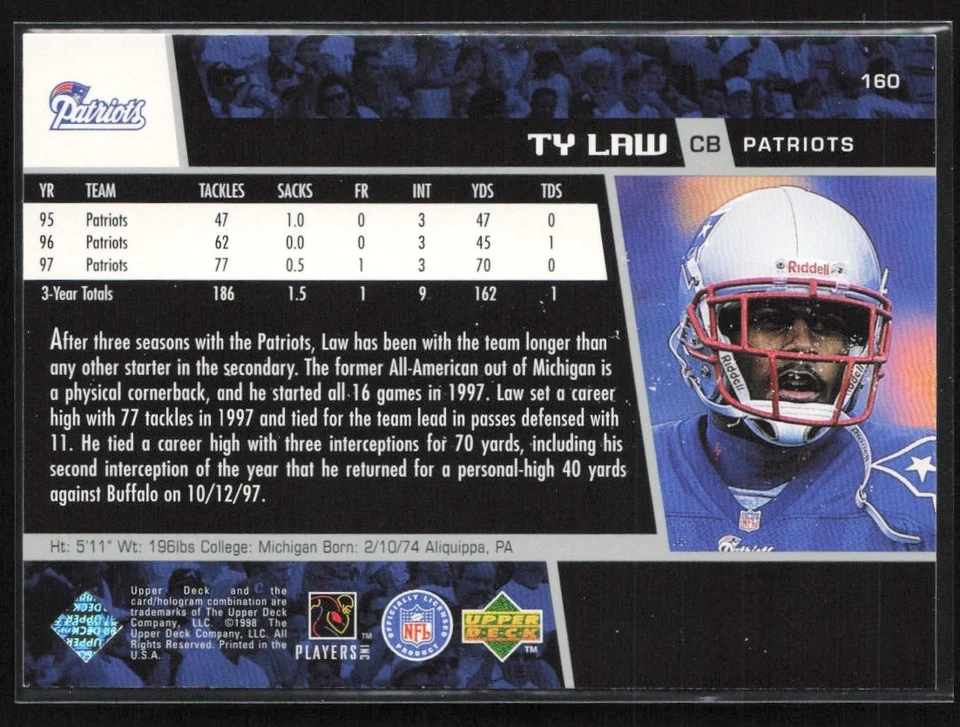 Patriots
160
TY LAW CB PATRIOTS
YR TEAM TACKLES SACKS FR INT YDS TDS
95 Patriots 47 1.0 0 3 47 0
96 Patriots 62 0.0 0 3 45 1
97 Patriots 77 0.5 1 3 70 0
3-Year Totals 186 1.5 1 9 162 1
Riddell
Riddell
Riddell
NFL
Patriots
After three seasons with the Patriots, Law has been with the team longer than
any other starter in the secondary. The former All-American out of Michigan is
a physical cornerback, and he started all 16 games in 1997. Law set a career
high with 77 tackles in 1997 and tied for the team lead in passes defensed with
11. He tied a career high with three interceptions for 70 yards, including his
second interception of the year that he returned for a personal-high 40 yards
against Buffalo on 10/12/97.
Ht: 5'11" Wt: 196lbs College: Michigan Born: 2/10/74 Aliquippa, PA
UPPER DECK
Upper Deck and the
card/hologram combination are
trademarks of The Upper Deck
Company, LLC. ©1998 The
Upper Deck Company, LLC. All
Rights Reserved. Printed in the
U.S.A.
PLAYERS INC ™
OFFICIALLY LICENSED
NFL
PRODUCT
UPPER
DECK
™